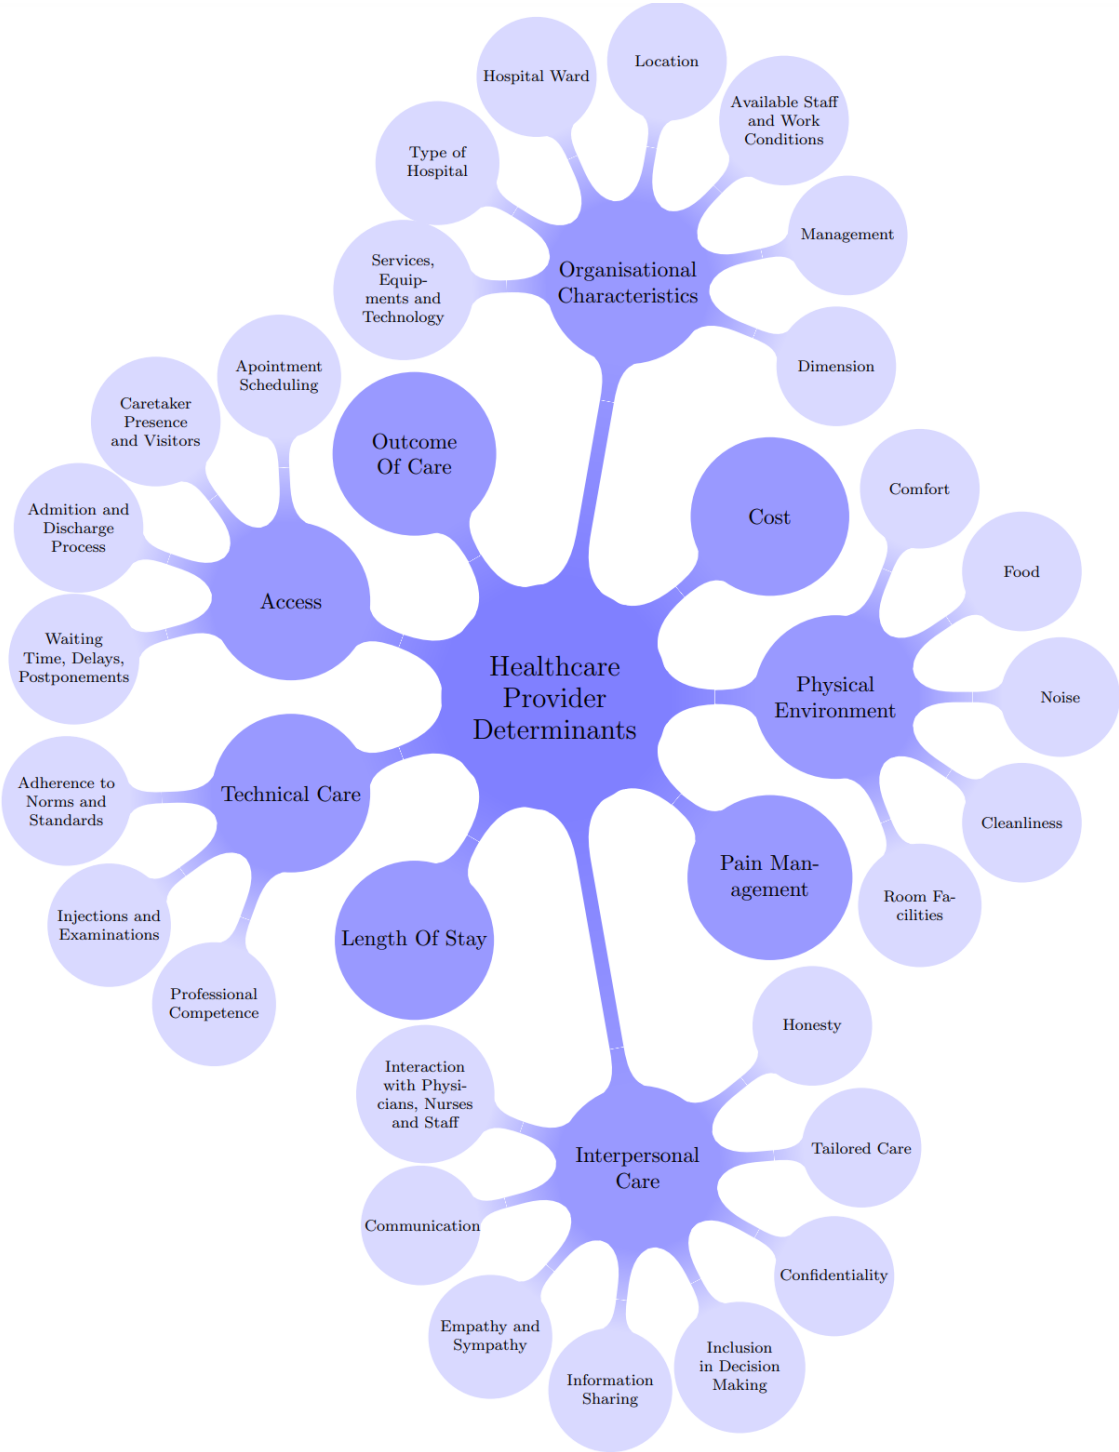 Healthcare
Provider
Determinants
Organisational
Characteristics
Services,
Equip-
ments and
Technology
Type of
Hospital
Hospital Ward
Location
Available Staff
and Work
Conditions
Management
Dimension
Cost
Physical
Environment
Comfort
Food
Noise
Cleanliness
Room Fa-
cilities
Pain Man-
agement
Interpersonal
Care
Honesty
Tailored Care
Confidentiality
Inclusion
in Decision
Making
Information
Sharing
Empathy and
Sympathy
Communication
Interaction
with Physi-
cians, Nurses
and Staff
Length Of Stay
Technical Care
Professional
Competence
Injections and
Examinations
Adherence to
Norms and
Standards
Access
Waiting
Time, Delays,
Postponements
Admition and
Discharge
Process
Caretaker
Presence
and Visitors
Apointment
Scheduling
Outcome
Of Care